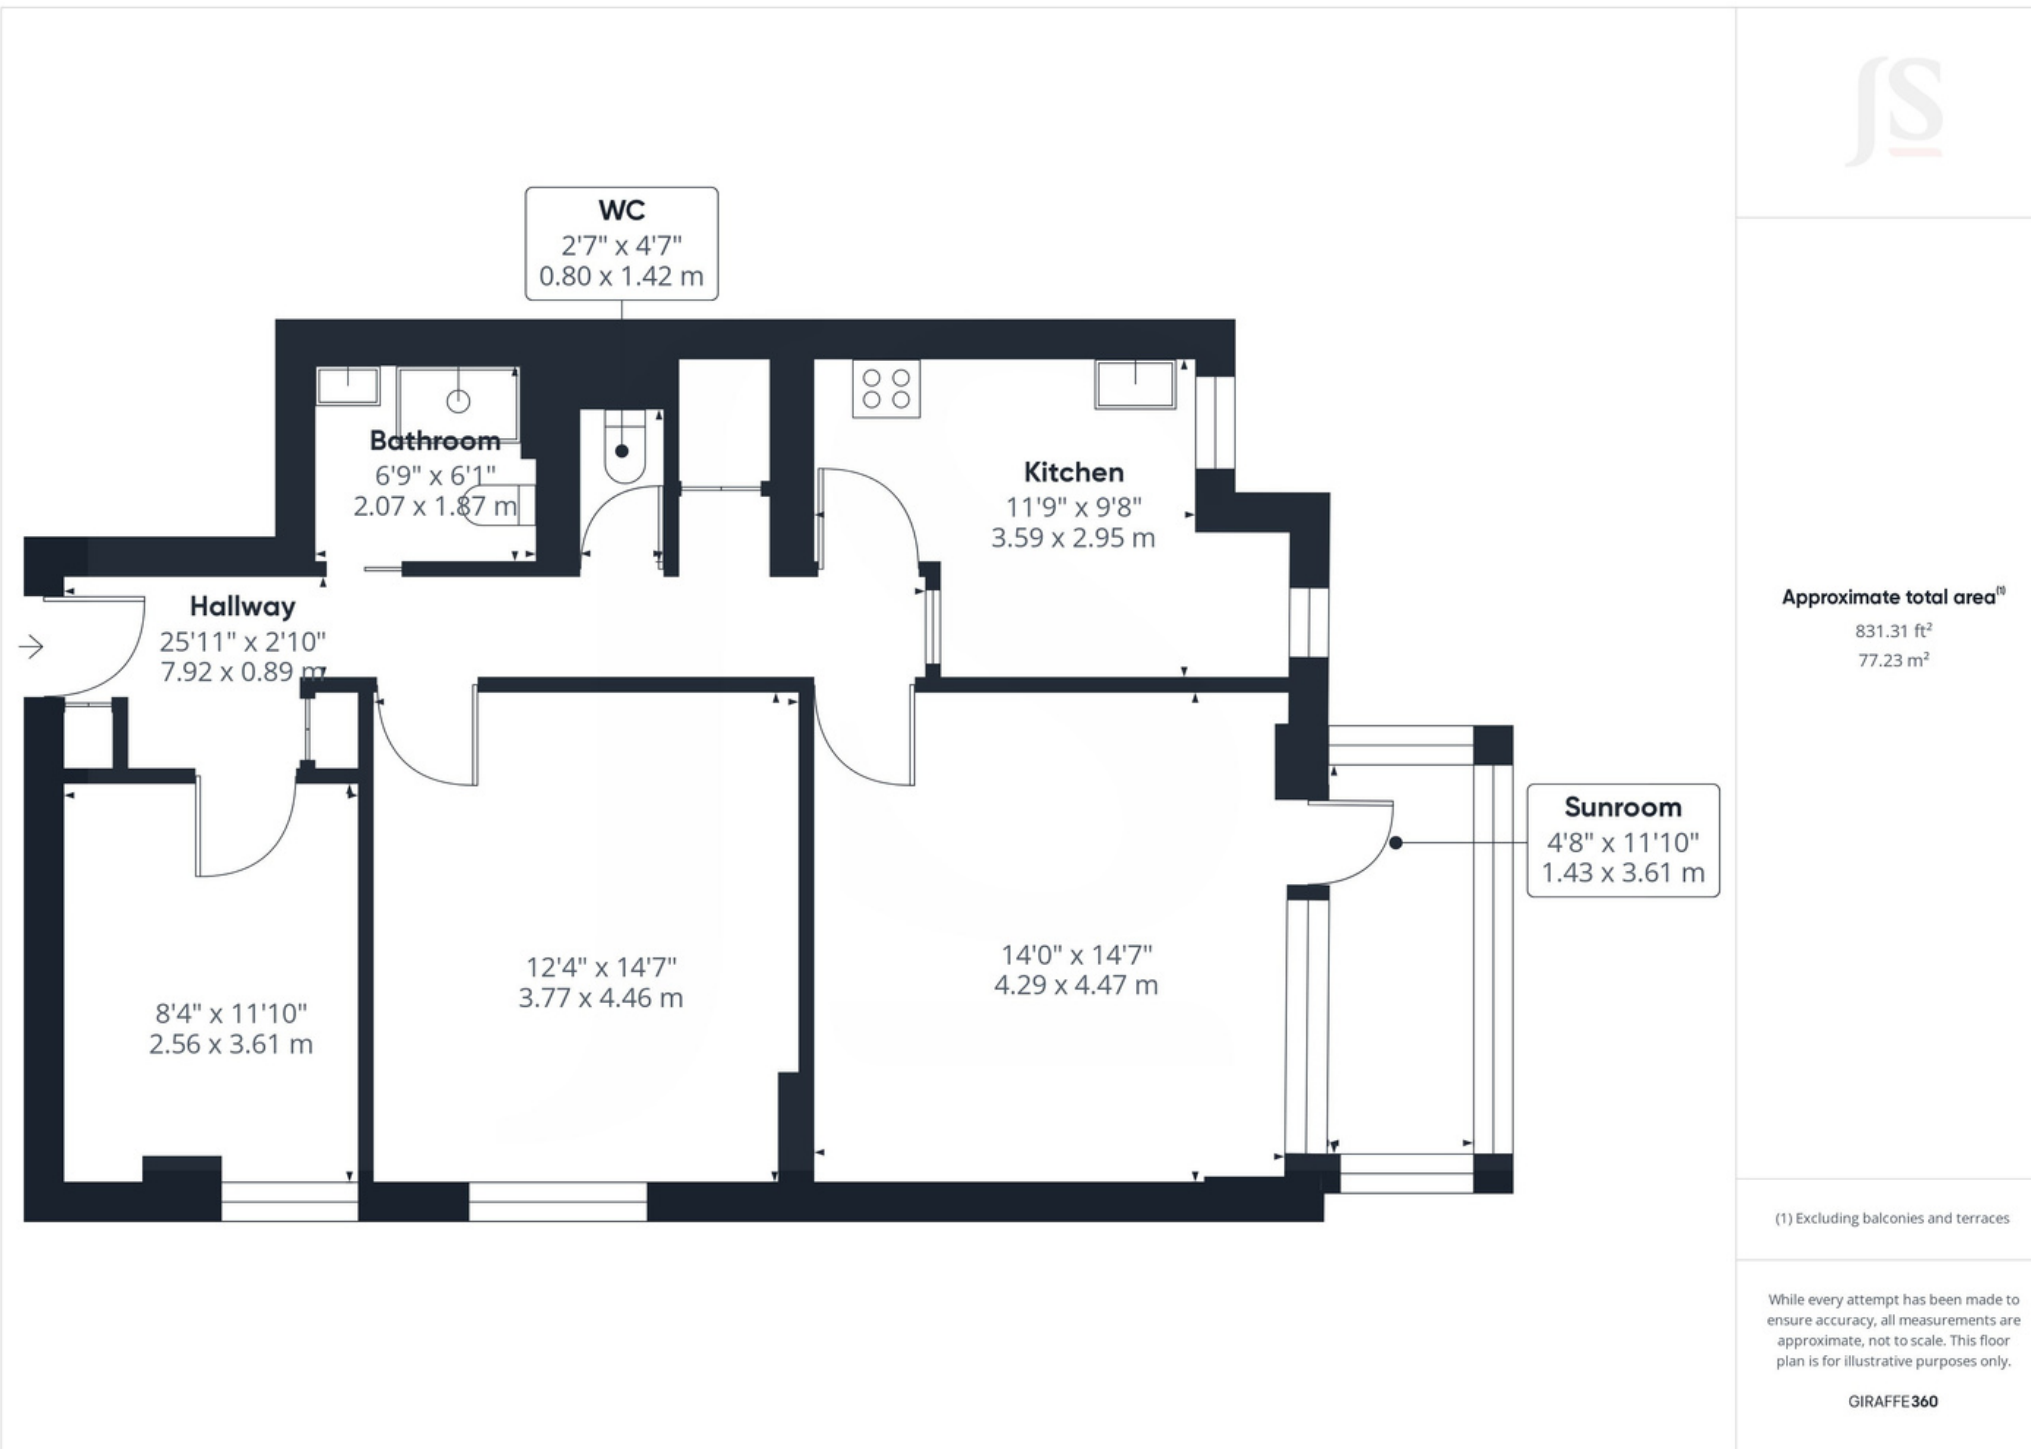 JS
WC
2'7" x 4'7"
0.80 x 1.42 m
Bathroom
6'9" x 6'1"
2.07 x 1.87 m
Kitchen
11'9" x 9'8"
3.59 x 2.95 m
Hallway
25'11" x 2'10"
7.92 x 0.89 m
Sunroom
4'8" x 11'10"
1.43 x 3.61 m
12'4" x 14'7"
3.77 x 4.46 m
14'0" x 14'7"
4.29 x 4.47 m
8'4" x 11'10"
2.56 x 3.61 m
Approximate total area(1)
831.31 ft²
77.23 m²
(1) Excluding balconies and terraces
While every attempt has been made to
ensure accuracy, all measurements are
approximate, not to scale. This floor
plan is for illustrative purposes only.
GIRAFFE360